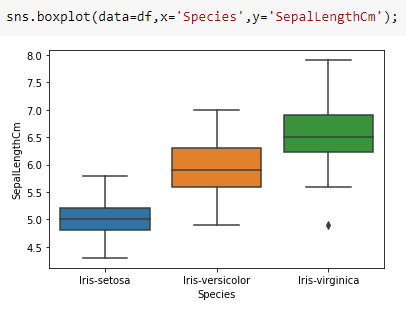 sns.boxplot(data=df,x='Species',y='SepalLengthCm');
8.0
7.5
7.0
6.5
6.0
5.5
5.0
4.5
SepalLengthCm
Iris-setosa Iris-versicolor Iris-virginica
Species